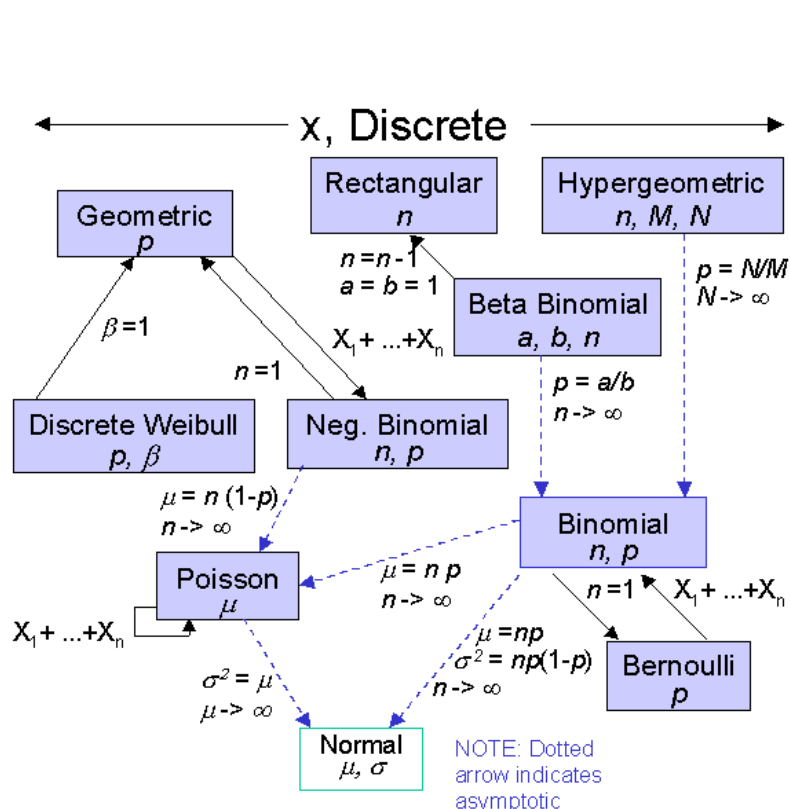 x, Discrete
Rectangular
n
Hypergeometric
n, M, N
Geometric
p
n=n-1
a = b = 1
p = N/M
N -> ∞
Beta Binomial
a, b, n
β=1
X₁+ ...+Xₙ
n=1
p = a/b
n -> ∞
Discrete Weibull
p, β
Neg. Binomial
n, p
μ = n (1-p)
n -> ∞
Binomial
n, p
Poisson
μ
μ = n p
n -> ∞
n=1
X₁+ ...+Xₙ
X₁+ ...+Xₙ
μ=np
σ² = np(1-p)
n -> ∞
Bernoulli
p
σ² = μ
μ -> ∞
Normal
μ, σ
NOTE: Dotted
arrow indicates
asymptotic